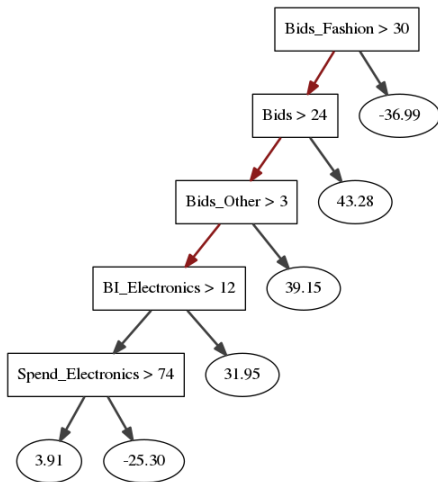 Bids_Fashion > 30
Bids > 24
-36.99
Bids_Other > 3
43.28
BI_Electronics > 12
39.15
Spend_Electronics > 74
31.95
3.91
-25.30